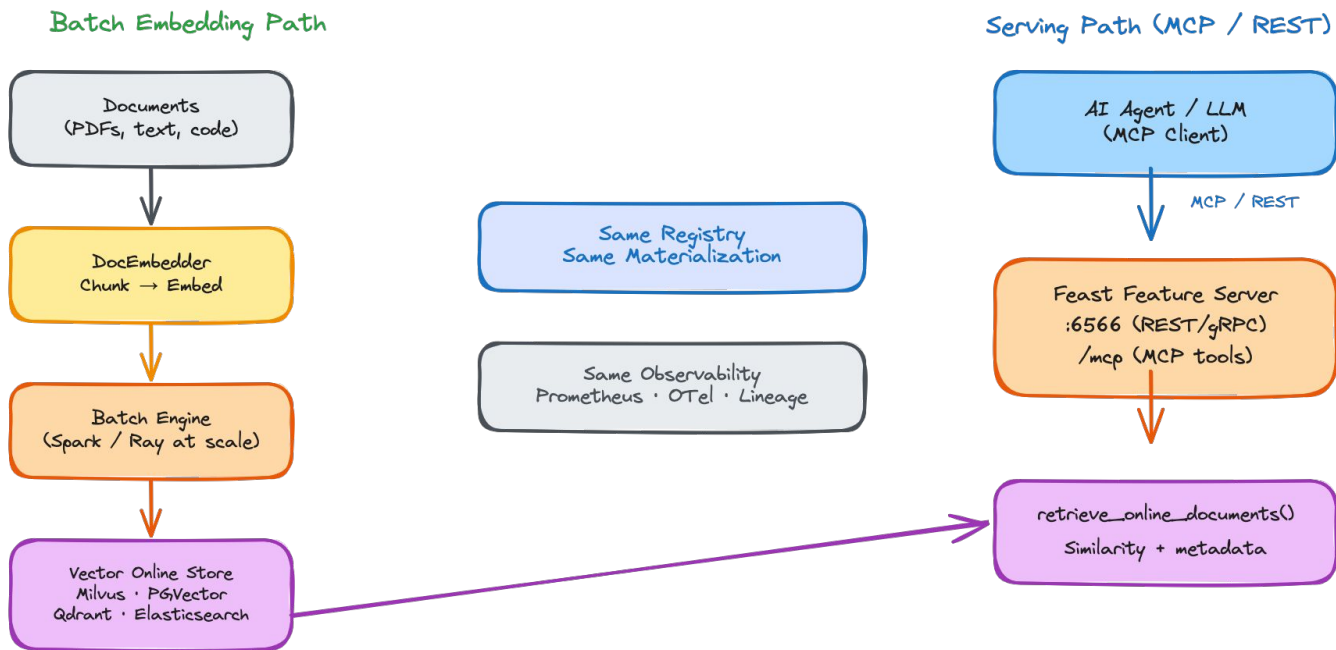 Batch Embedding Path
Documents
(PDFs, text, code)
DocEmbedder
Chunk → Embed
Batch Engine
(Spark / Ray at scale)
Vector Online Store
Milvus · PGVector
Qdrant · Elasticsearch
Same Registry
Same Materialization
Same Observability
Prometheus · OTel · Lineage
Serving Path (MCP / REST)
AI Agent / LLM
(MCP Client)
MCP / REST
Feast Feature Server
:6566 (REST/gRPC)
/mcp (MCP tools)
retrieve_online_documents()
Similarity + metadata